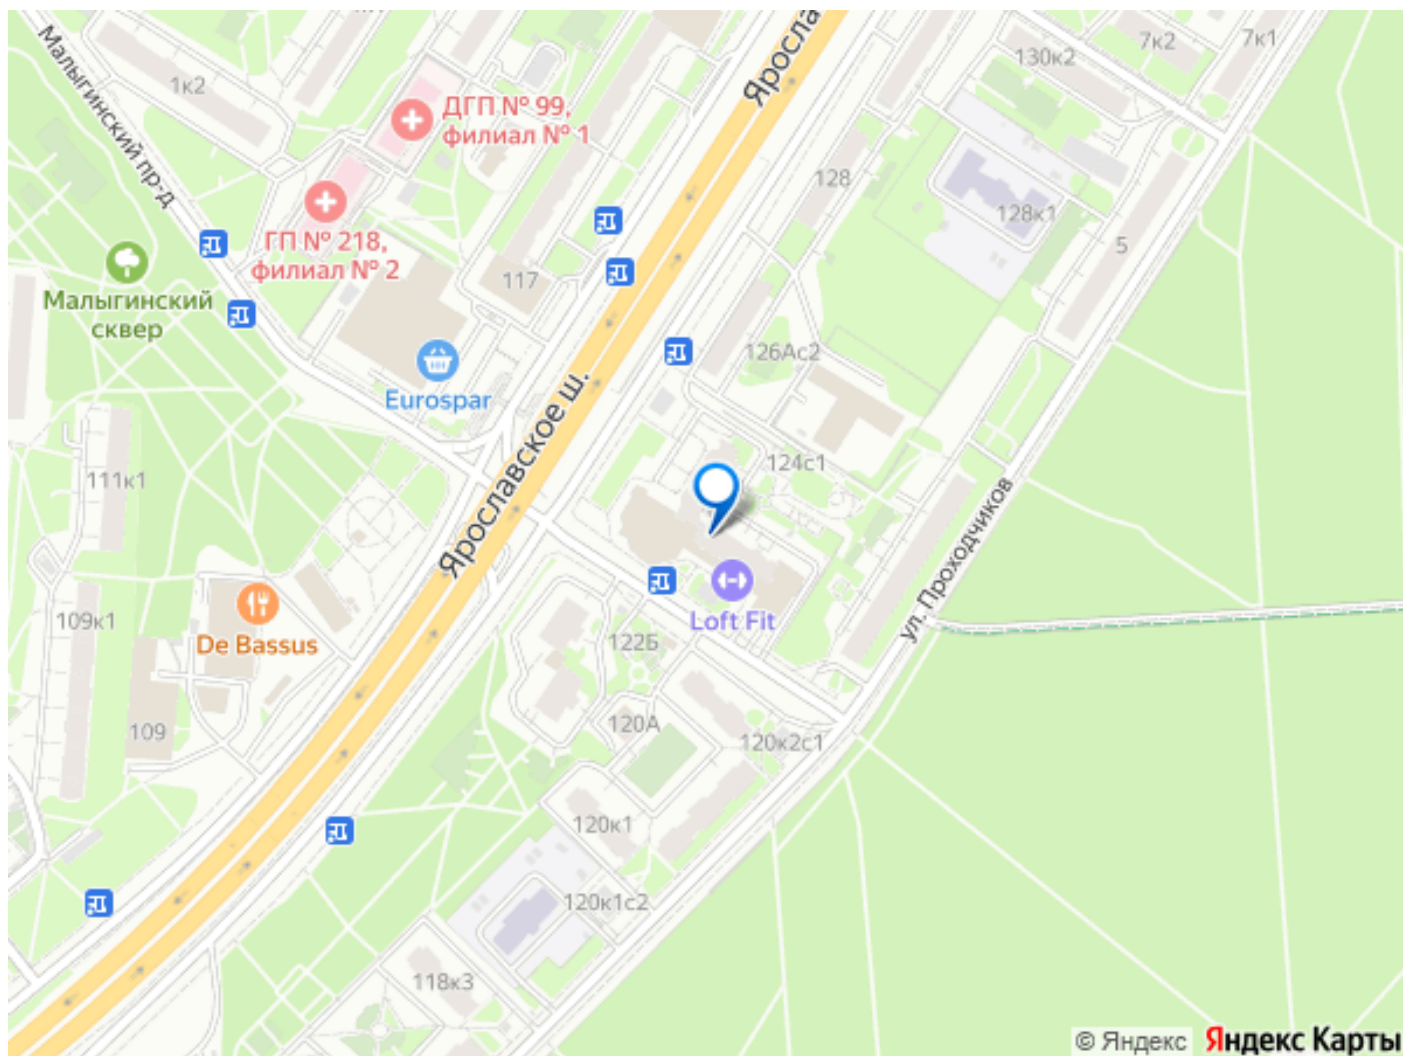 Малыгинский пр-д
1к2
ДГП № 99,
филиал № 1
ГП № 218,
филиал № 2
Малыгинский
сквер
117
Eurospar
Яросла
130к2
7к2
7к1
128
128к1
5
126Ас2
124с1
Ярославское ш.
111к1
109к1
De Bassus
109
Loft Fit
122Б
ул. Проходчиков
120А
120к2с1
120к1
120к1с2
118к3
© Яндекс Яндекс Карты